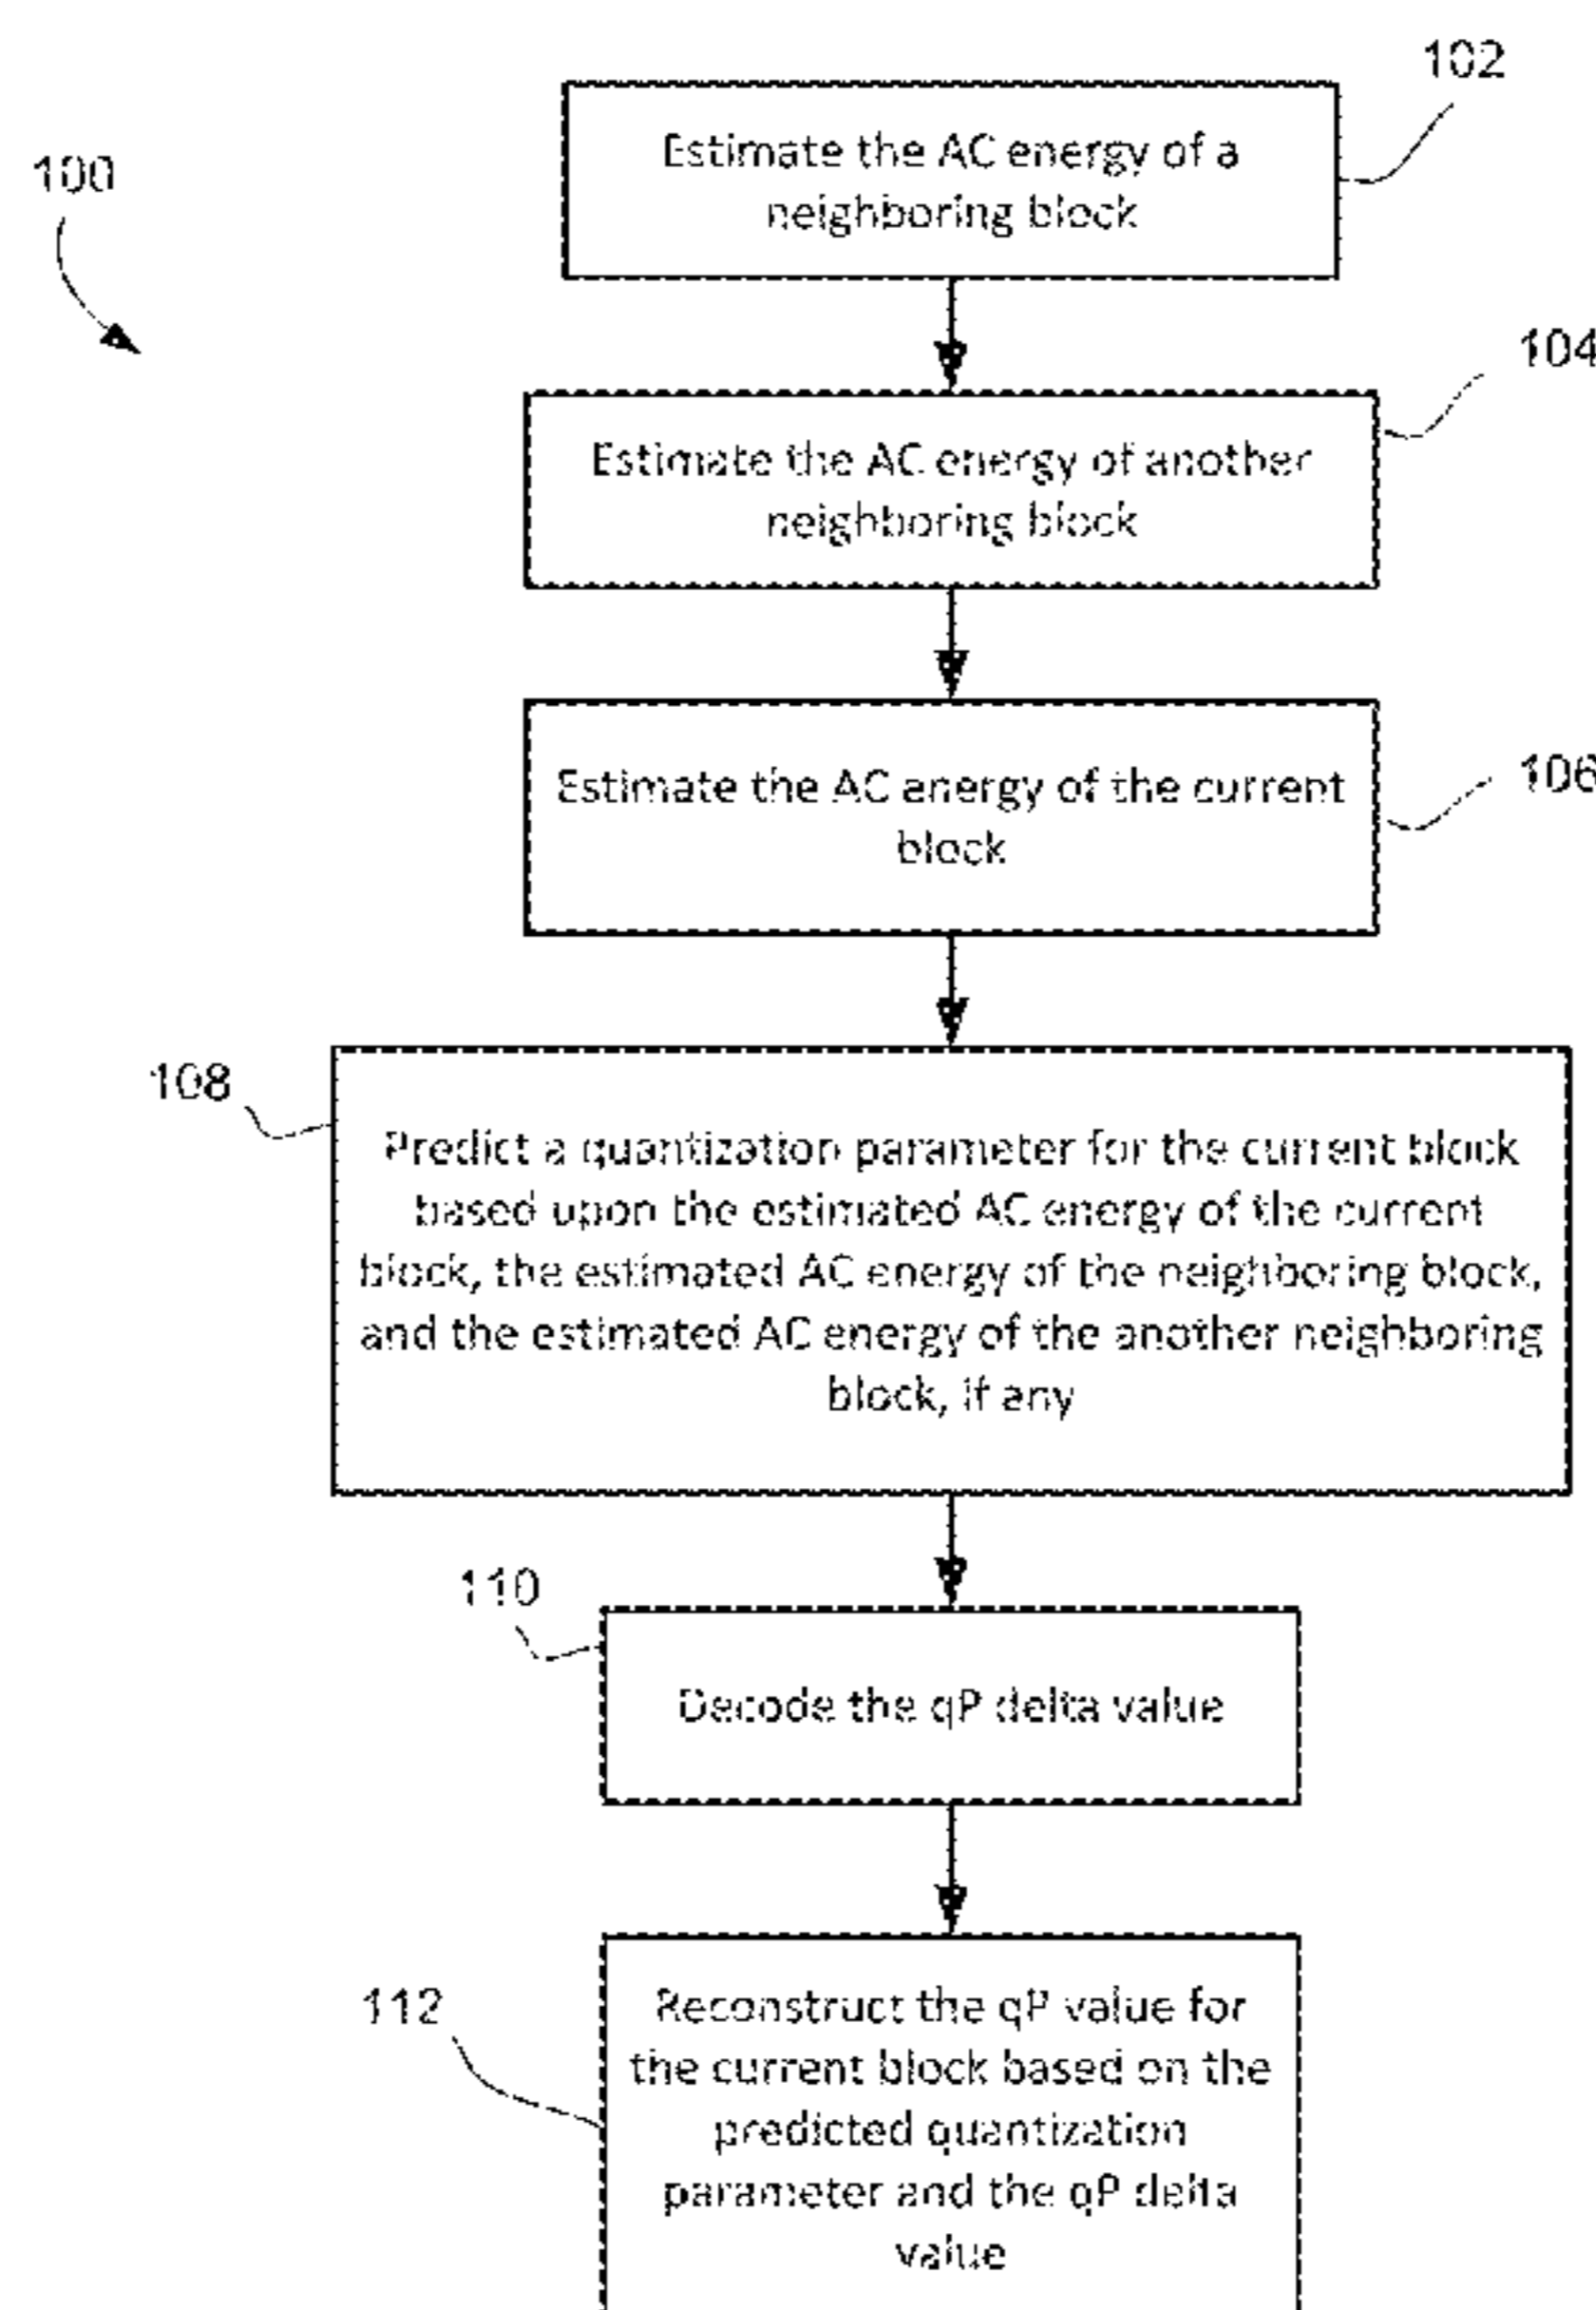 102
100
Estimate the AC energy of a
neighboring block
104
Estimate the AC energy of another
neighboring block
106
Estimate the AC energy of the current
block
108
Predict a quantization parameter for the current block
based upon the estimated AC energy of the current
block, the estimated AC energy of the neighboring block,
and the estimated AC energy of the another neighboring
block, if any
110
Decode the qP delta value
112
Reconstruct the qP value for
the current block based on the
predicted quantization
parameter and the qP delta
value